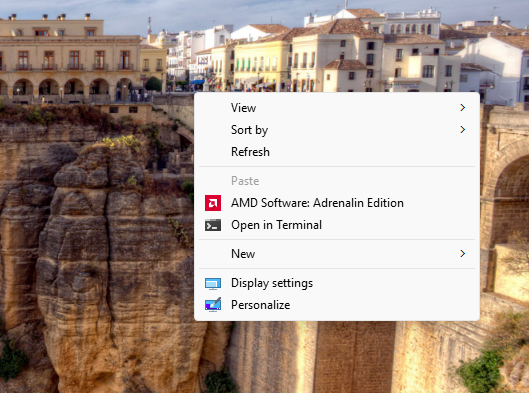 View
Sort by
Refresh
Paste
AMD Software: Adrenalin Edition
Open in Terminal
New
Display settings
Personalize